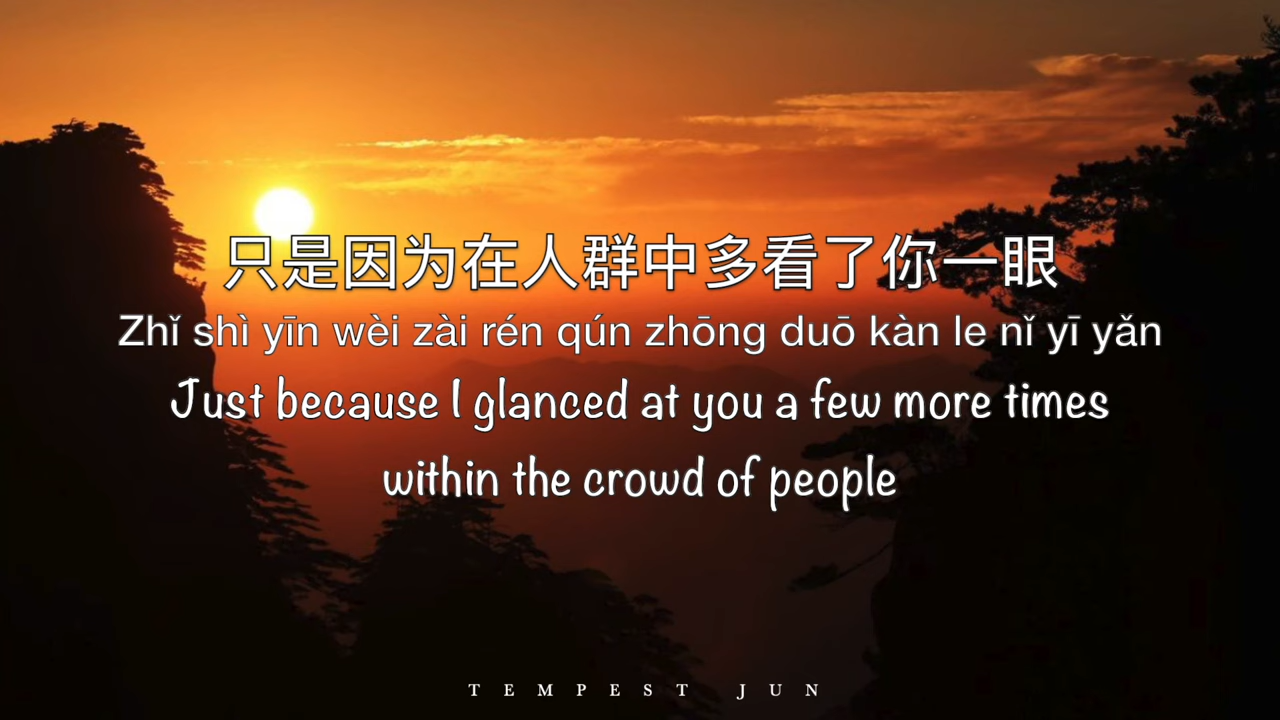 只是因为在人群中多看了你一眼
Zhǐ shì yīn wèi zài rén qún zhōng duō kàn le nǐ yī yǎn
Just because I glanced at you a few more times
within the crowd of people
TEMPEST JUN